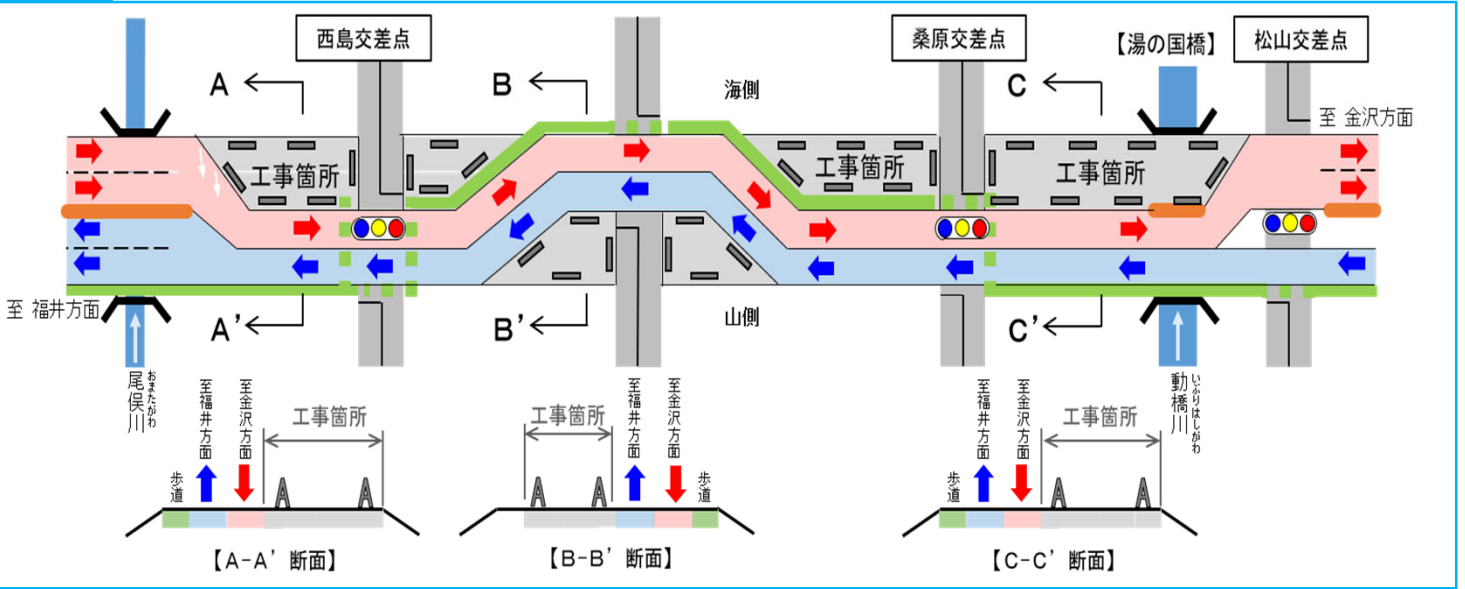 西島交差点
桑原交差点
【湯の国橋】
松山交差点
A
B
海側
C
至 金沢方面
工事箇所
工事箇所
工事箇所
至 福井方面
A'
B'
山側
C'
尾俣川
おまたがわ
動橋川
いぶりはしがわ
歩道
至福井方面
至金沢方面
工事箇所
工事箇所
至福井方面
至金沢方面
歩道
歩道
至福井方面
至金沢方面
工事箇所
A
A
A
A
A
A
【A-A' 断面】
【B-B' 断面】
【C-C' 断面】